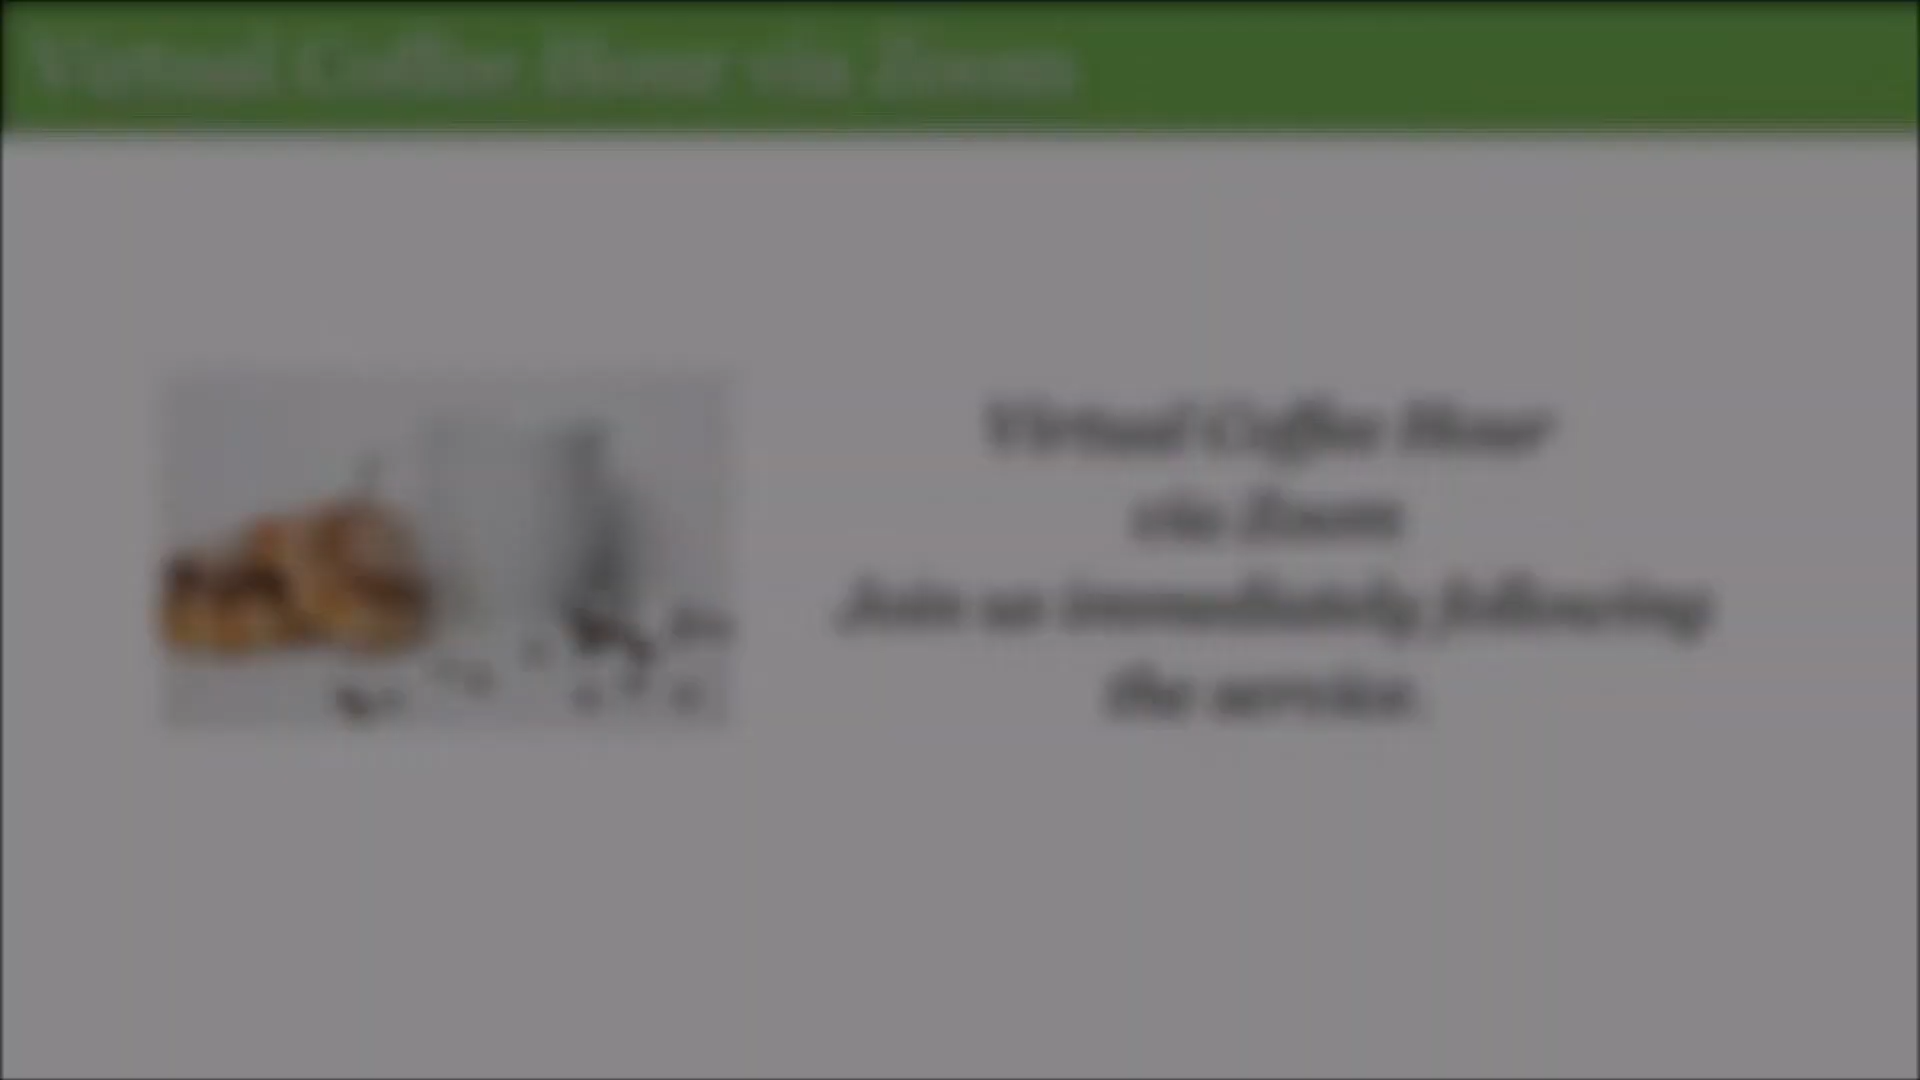 Virtual Coffee Hour via Zoom
Virtual Coffee Hour
via Zoom
Join us immediately following
the service.